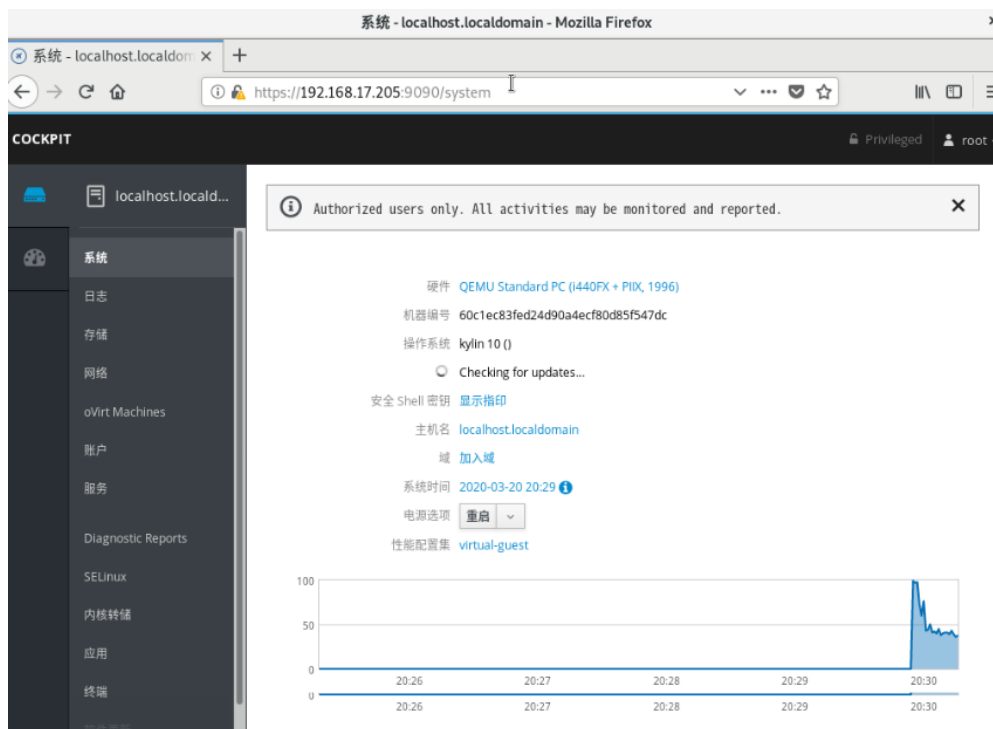 系统 - localhost.localdomain - Mozilla Firefox
系统 - localhost.localdom
https://192.168.17.205:9090/system
COCKPIT
Privileged
root
localhost.locald...
Authorized users only. All activities may be monitored and reported.
系统
日志
存储
网络
oVirt Machines
账户
服务
Diagnostic Reports
SELinux
内核转储
应用
终端
硬件 QEMU Standard PC (i440FX + PIIX, 1996)
机器编号 60c1ec83fed24d90a4ecf80d85f547dc
操作系统 kylin 10 ()
Checking for updates...
安全 Shell 密钥 显示指印
主机名 localhost.localdomain
域 加入域
系统时间 2020-03-20 20:29
电源选项 重启
性能配置集 virtual-guest
100
50
0
20:26 20:27 20:28 20:29 20:30
0
20:26 20:27 20:28 20:29 20:30